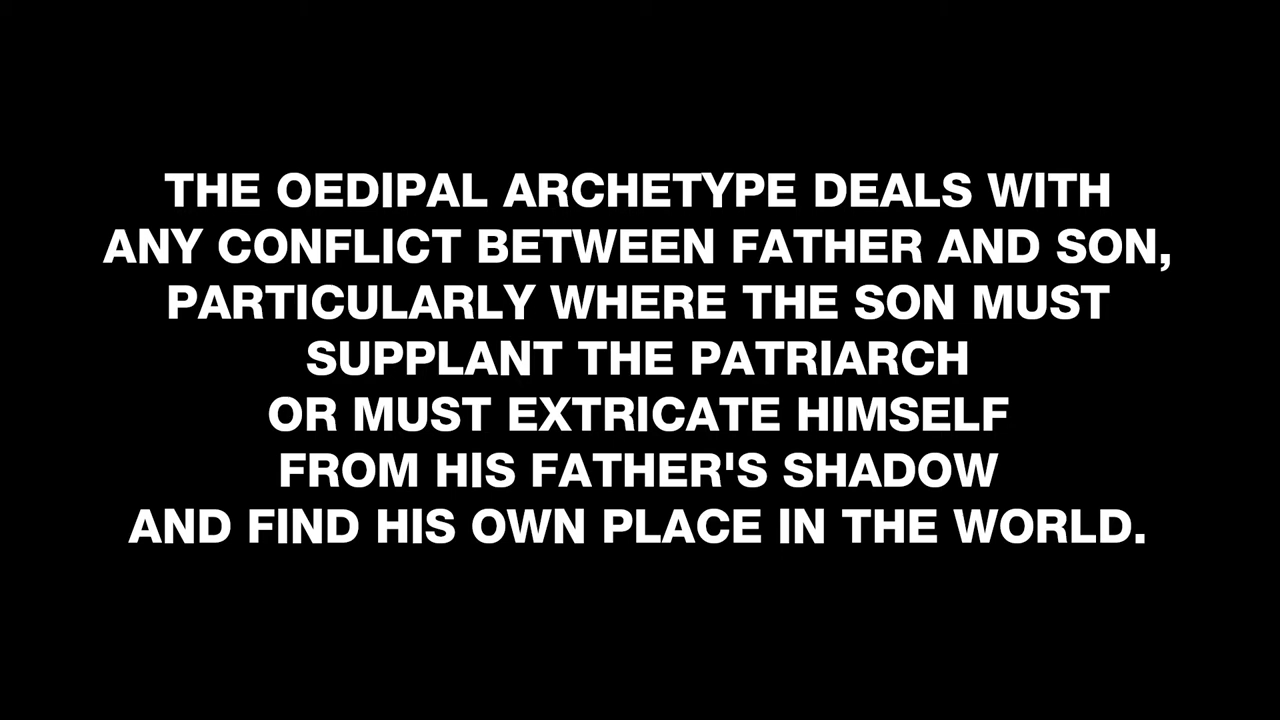 THE OEDIPAL ARCHETYPE DEALS WITH
ANY CONFLICT BETWEEN FATHER AND SON,
PARTICULARLY WHERE THE SON MUST
SUPPLANT THE PATRIARCH
OR MUST EXTRICATE HIMSELF
FROM HIS FATHER'S SHADOW
AND FIND HIS OWN PLACE IN THE WORLD.